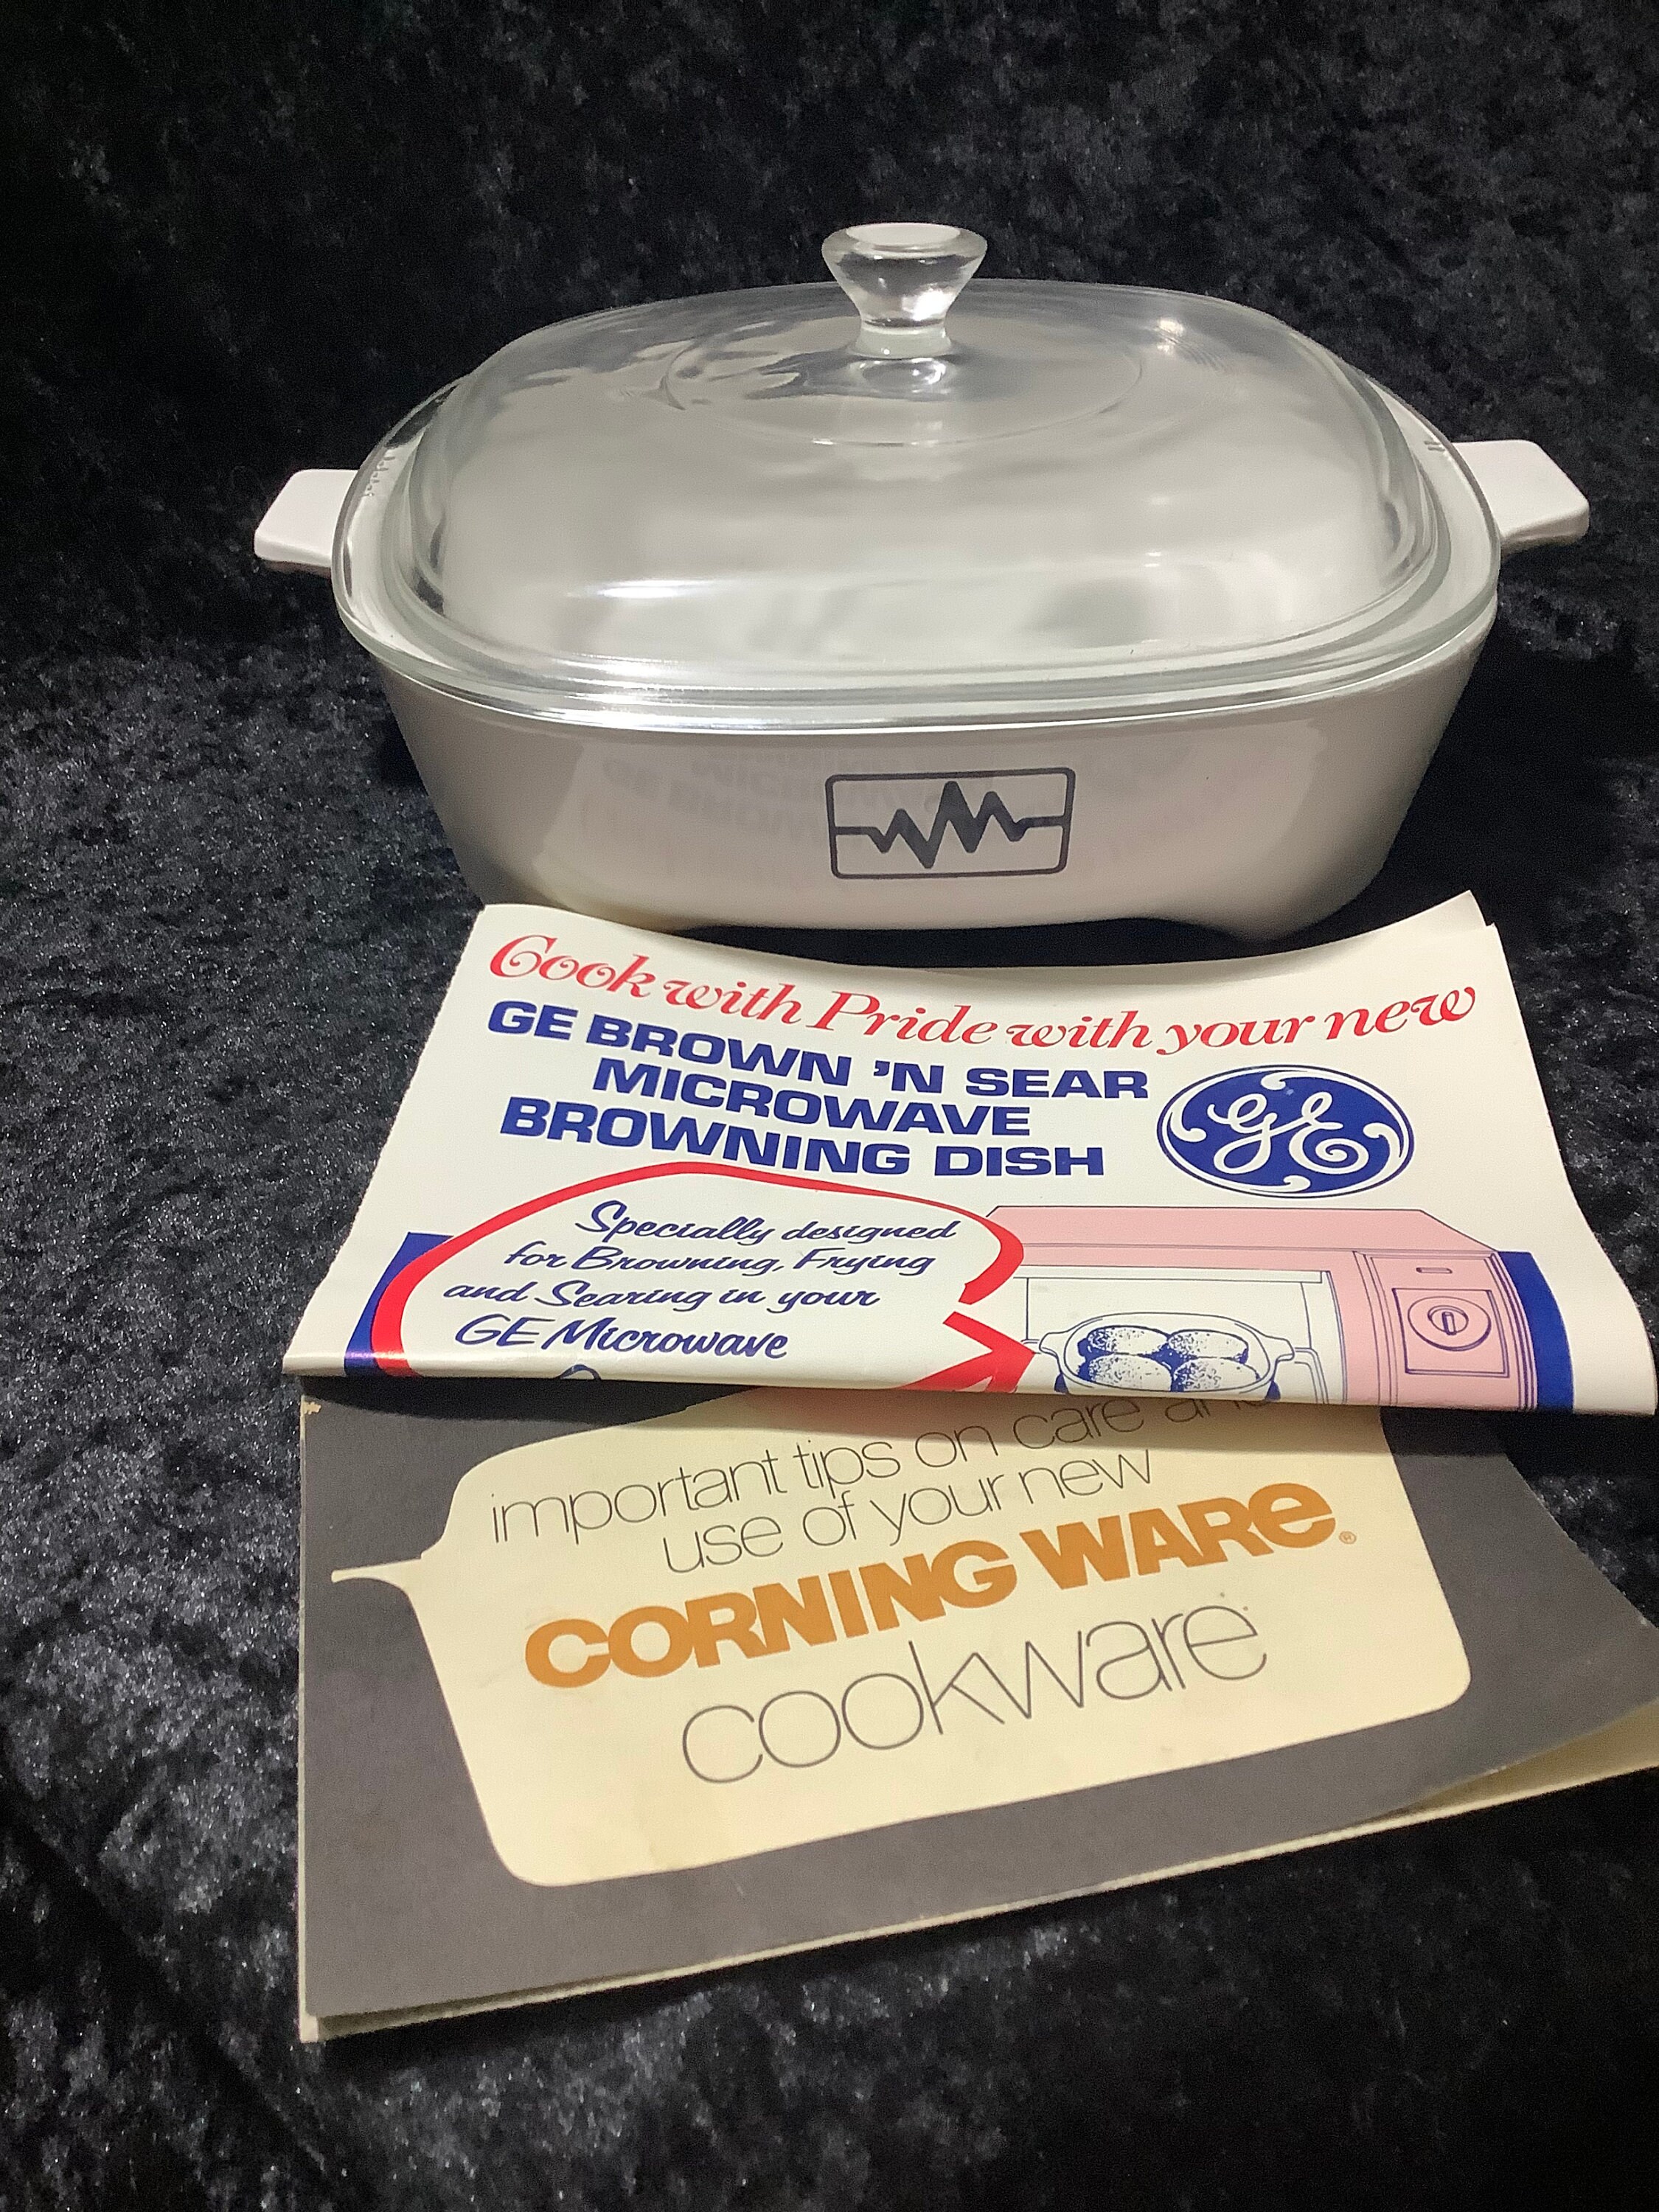 Cook with Pride with your new
GE BROWN 'N SEAR
MICROWAVE
BROWNING DISH
GE
Specially designed
for Browning, Frying
and Searing in your
GE Microwave
important tips on care and
use of your new
CORNING WARe®
cookware